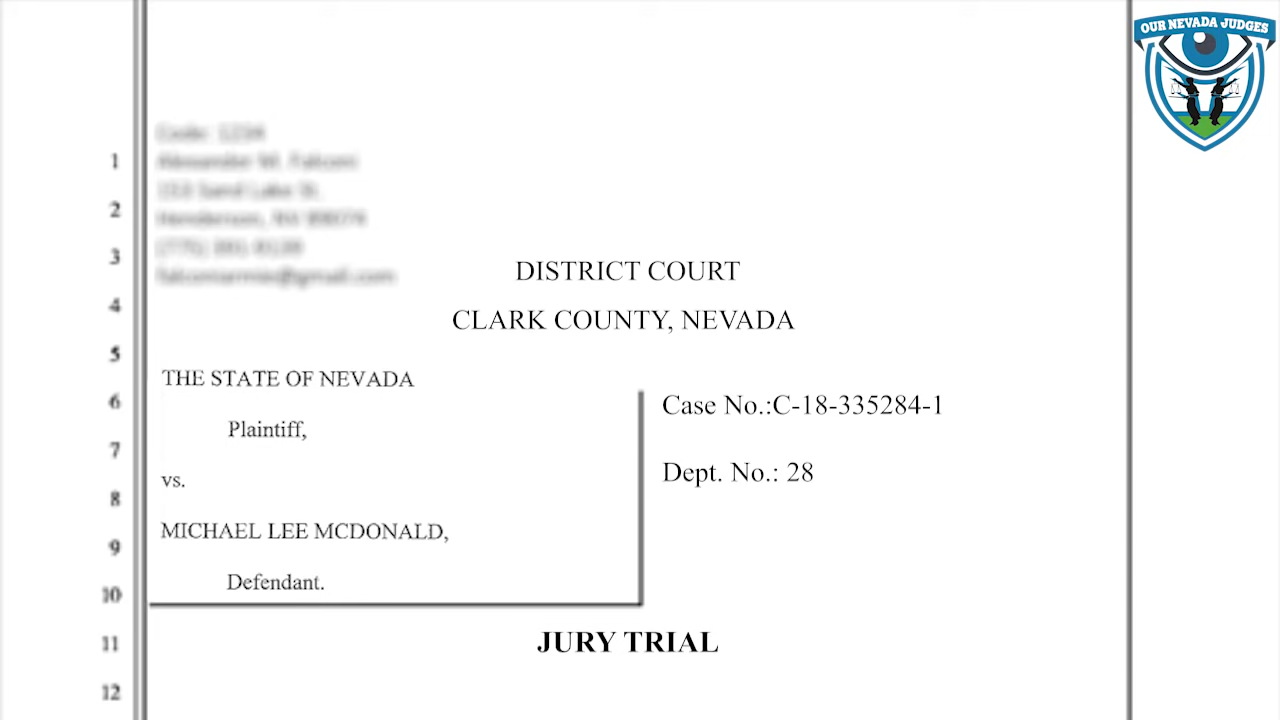 OUR NEVADA JUDGES
1
2
3
4
5
6
7
8
9
10
11
12
DISTRICT COURT
CLARK COUNTY, NEVADA
THE STATE OF NEVADA
Plaintiff,
vs.
MICHAEL LEE MCDONALD,
Defendant.
Case No.:C-18-335284-1
Dept. No.: 28
JURY TRIAL